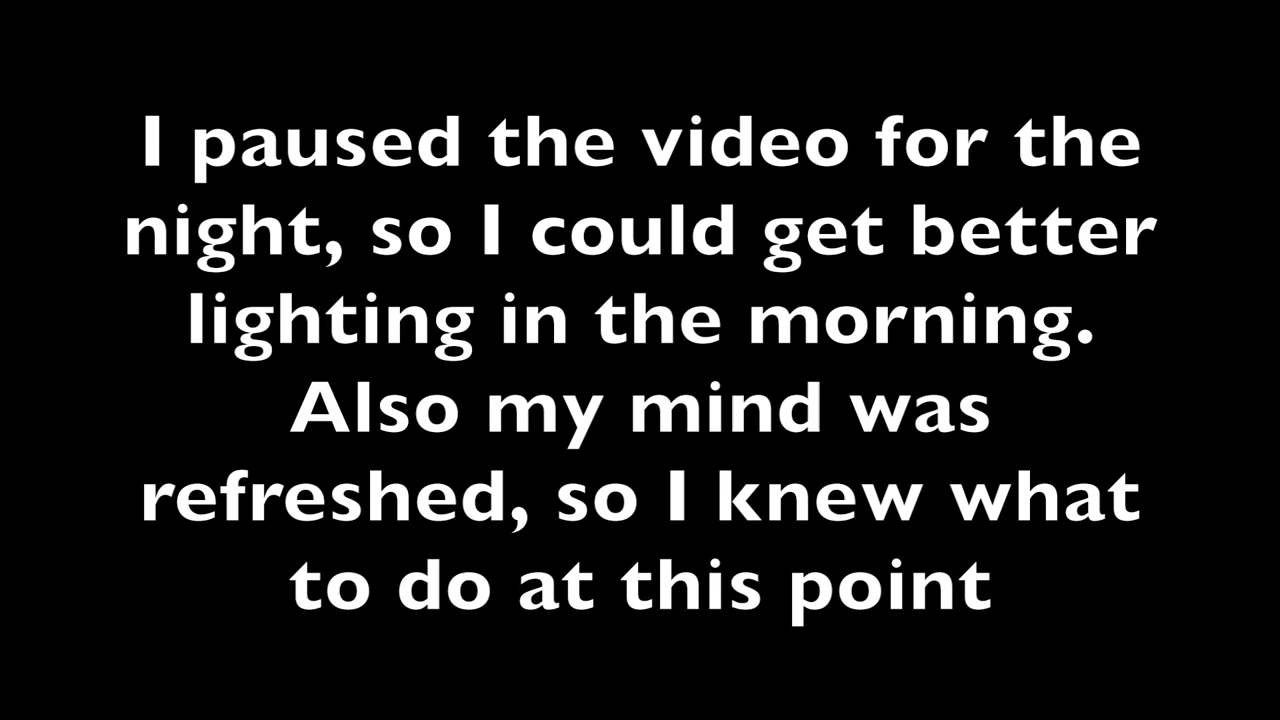 I paused the video for the
night, so I could get better
lighting in the morning.
Also my mind was
refreshed, so I knew what
to do at this point